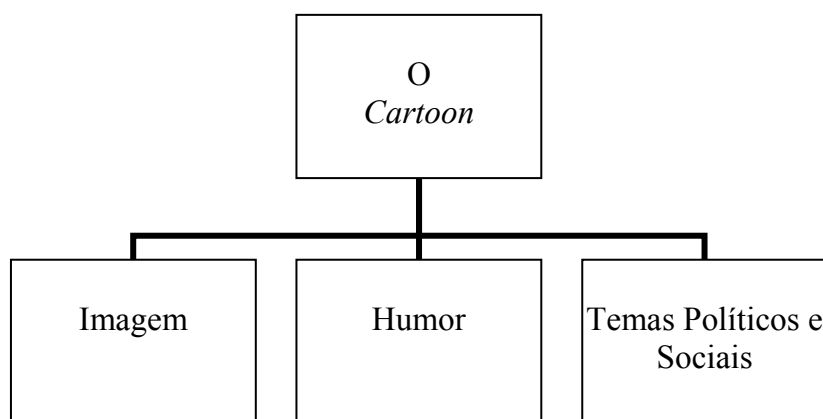 O
Cartoon
Imagem
Humor
Temas Políticos e
Sociais